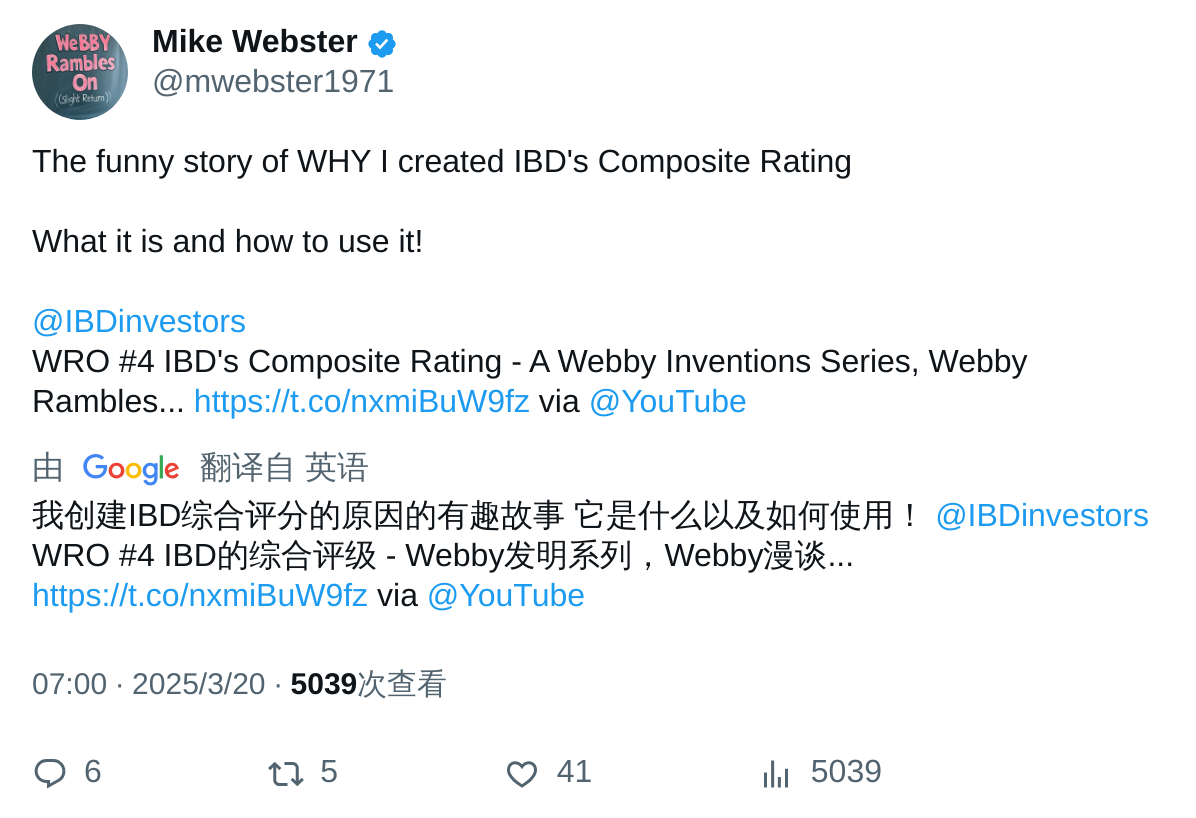 WeBBY
Rambles
On
((Slight Return))
Mike Webster
@mwebster1971
The funny story of WHY I created IBD's Composite Rating
What it is and how to use it!
@IBDinvestors
WRO #4 IBD's Composite Rating - A Webby Inventions Series, Webby
Rambles... https://t.co/nxmiBuW9fz via @YouTube
由 Google 翻译自 英语
我创建IBD综合评分的原因的有趣故事 它是什么以及如何使用！ @IBDinvestors
WRO #4 IBD的综合评级 - Webby发明系列，Webby漫谈...
https://t.co/nxmiBuW9fz via @YouTube
07:00 · 2025/3/20 · 5039次查看
6 5 41 5039